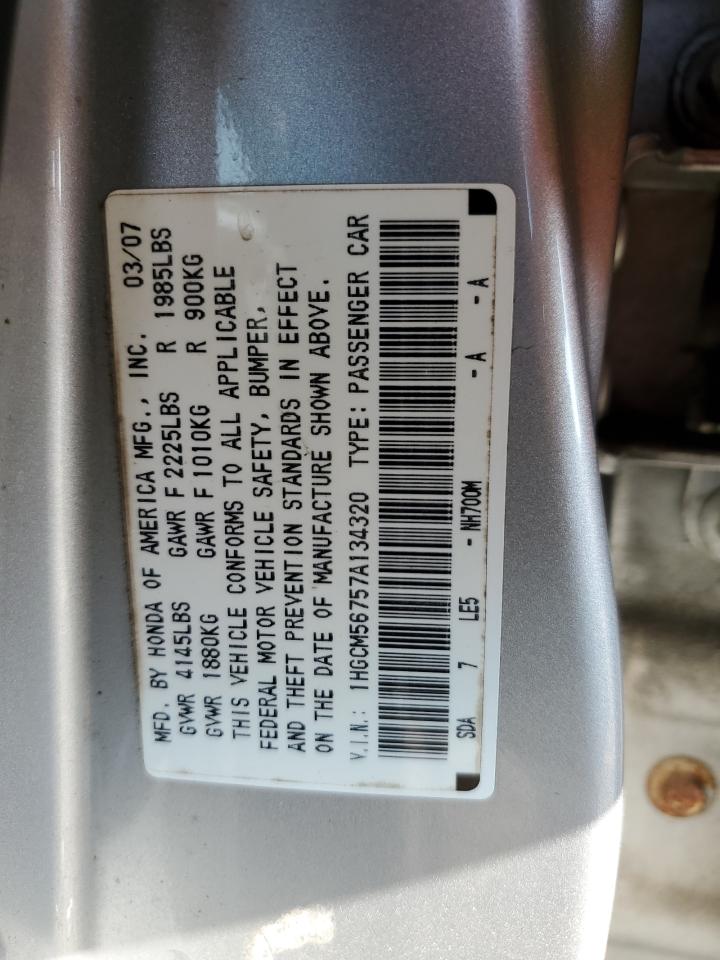 MFD. BY HONDA OF AMERICA MFG., INC. 03/07
GVWR 4145LBS GAWR F 2225LBS R 1985LBS
GVWR 1880KG GAWR F 1010KG R 900KG
THIS VEHICLE CONFORMS TO ALL APPLICABLE
FEDERAL MOTOR VEHICLE SAFETY, BUMPER,
AND THEFT PREVENTION STANDARDS IN EFFECT
ON THE DATE OF MANUFACTURE SHOWN ABOVE.
V.I.N.: 1HGCM56757A134320 TYPE: PASSENGER CAR
SDA 7 LE5 - NH700M - A - A